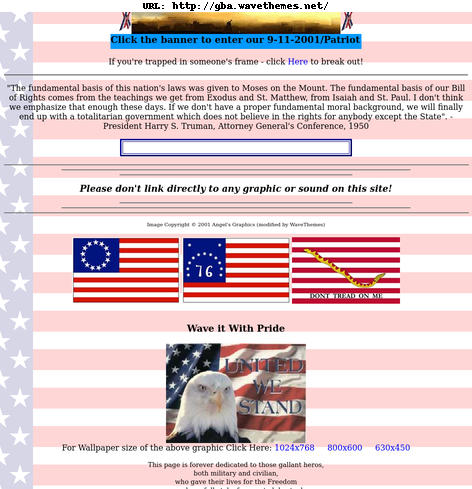 URL: http://gba.wavethemes.net/
Click the banner to enter our 9-11-2001/Patriot
If you're trapped in someone's frame - click Here to break out!
"The fundamental basis of this nation's laws was given to Moses on the Mount. The fundamental basis of our Bill
of Rights comes from the teachings we get from Exodus and St. Matthew, from Isaiah and St. Paul. I don't think
we emphasize that enough these days. If we don't have a proper fundamental moral background, we will finally
end up with a totalitarian government which does not believe in the rights for anybody except the State". -
President Harry S. Truman, Attorney General's Conference, 1950
Please don't link directly to any graphic or sound on this site!
Image Copyright © 2001 Angel's Graphics (modified by WaveThemes)
76
DONT TREAD ON ME
Wave it With Pride
UNITED
WE
STAND
For Wallpaper size of the above graphic Click Here: 1024x768 800x600 630x450
This page is forever dedicated to those gallant heros,
both military and civilian,
who gave their lives for the Freedom